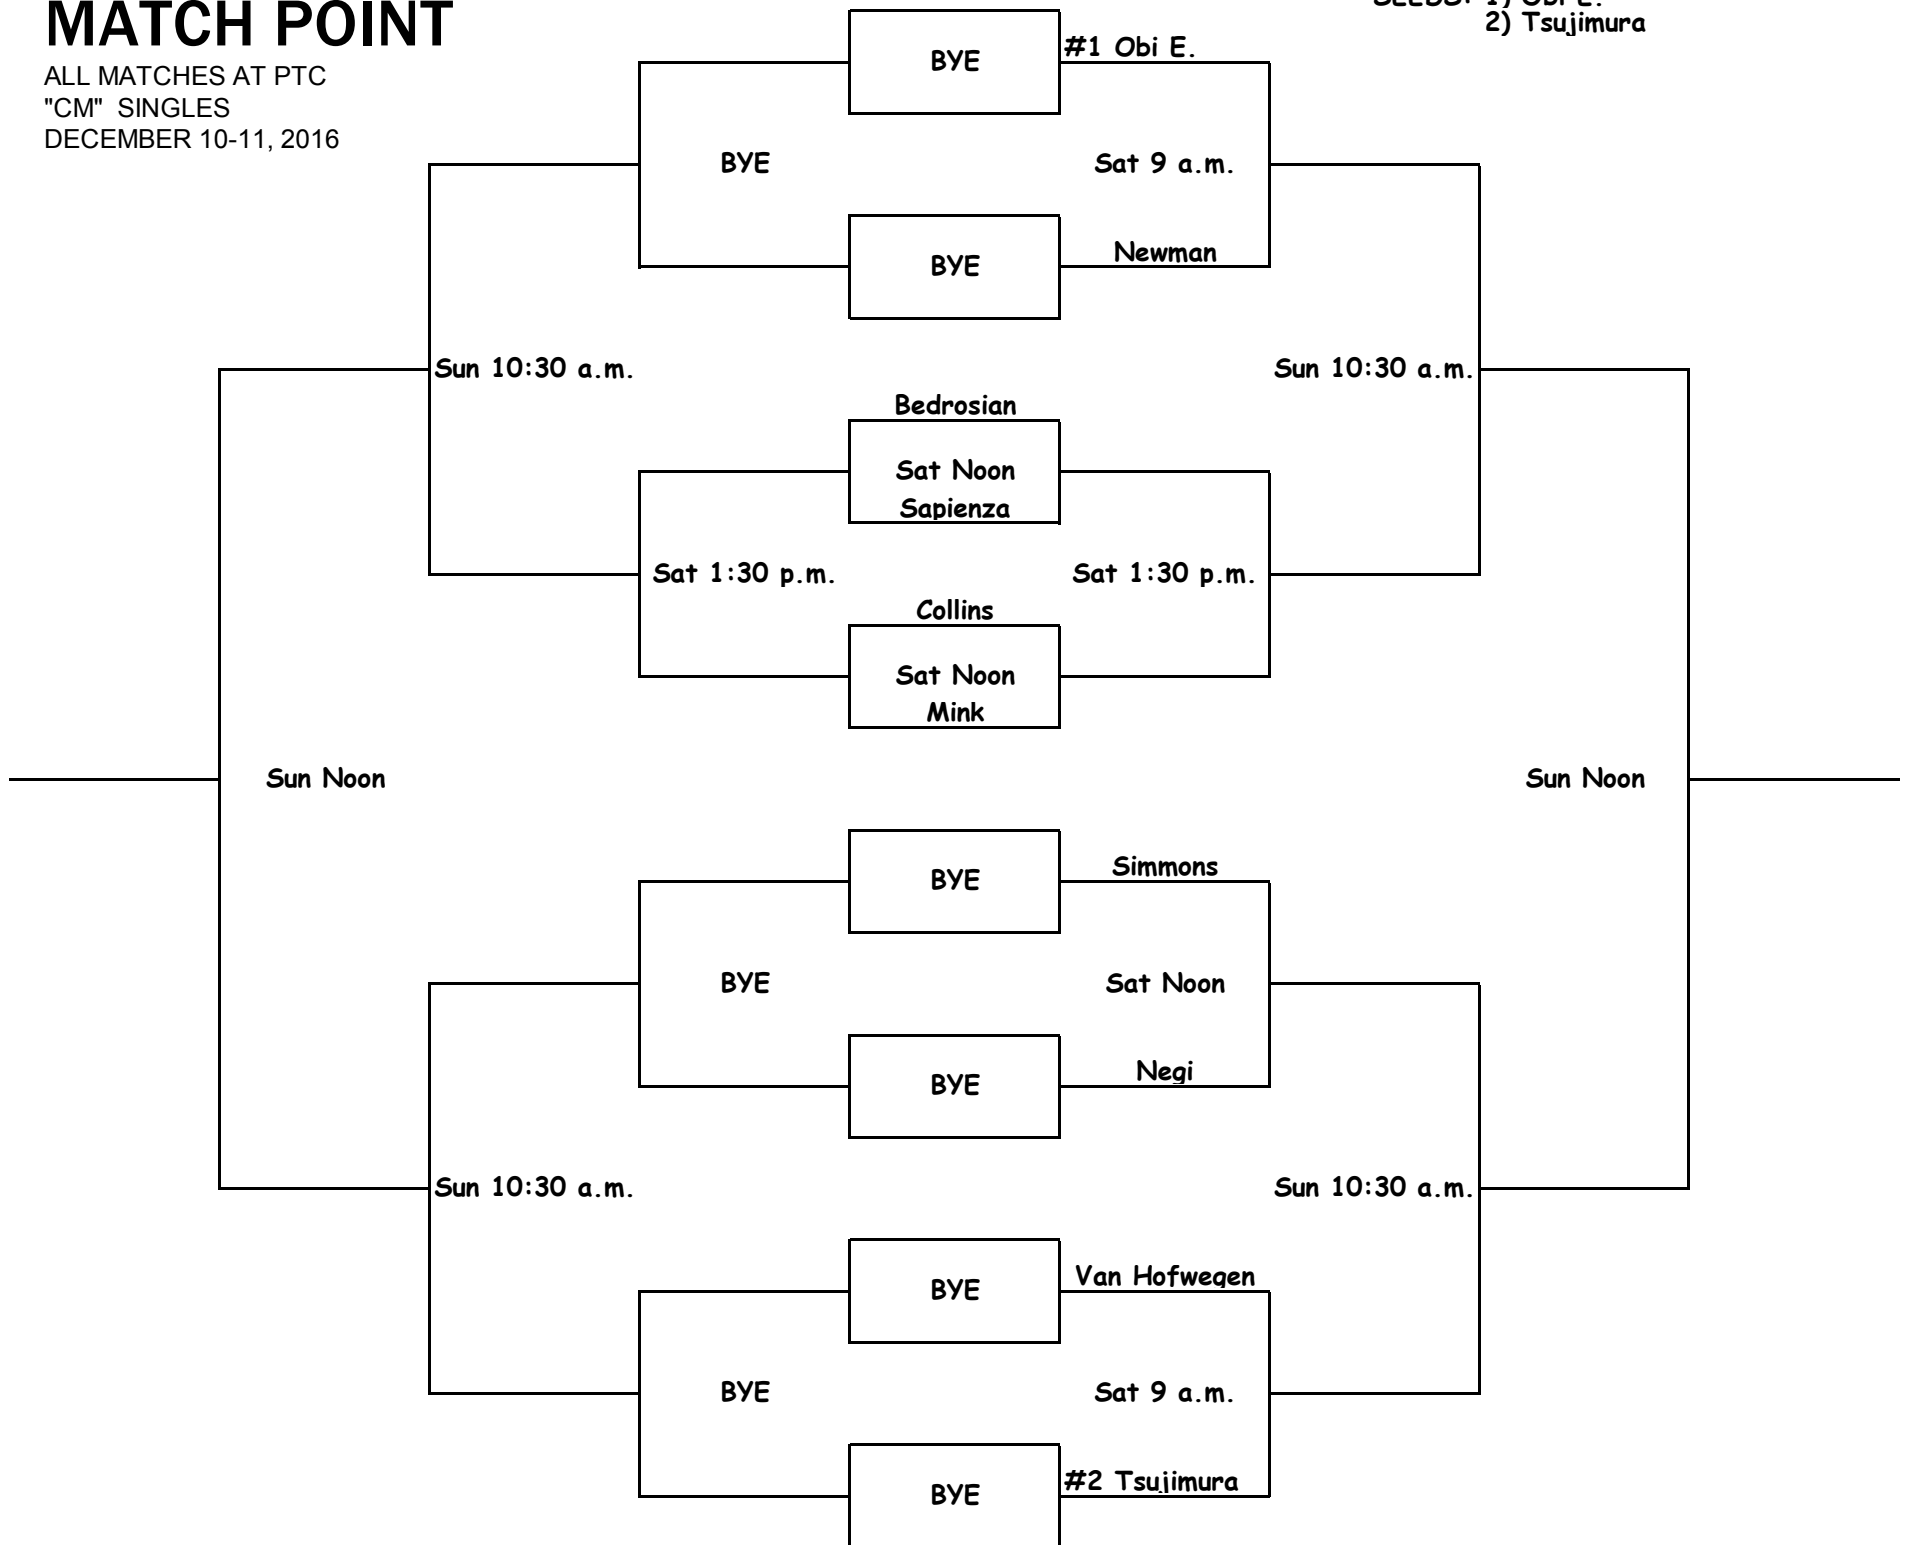 MATCH POINT
ALL MATCHES AT PTC
"CM" SINGLES
DECEMBER 10-11, 2016
SEEDS: 1) Obi E.
2) Tsujimura
BYE
#1 Obi E.
BYE
Sat 9 a.m.
BYE
Newman
Sun 10:30 a.m.
Sun 10:30 a.m.
Bedrosian
Sat Noon
Sapienza
Sat 1:30 p.m.
Sat 1:30 p.m.
Collins
Sat Noon
Mink
Sun Noon
Sun Noon
BYE
Simmons
BYE
Sat Noon
BYE
Negi
Sun 10:30 a.m.
Sun 10:30 a.m.
BYE
Van Hofwegen
BYE
Sat 9 a.m.
BYE
#2 Tsujimura